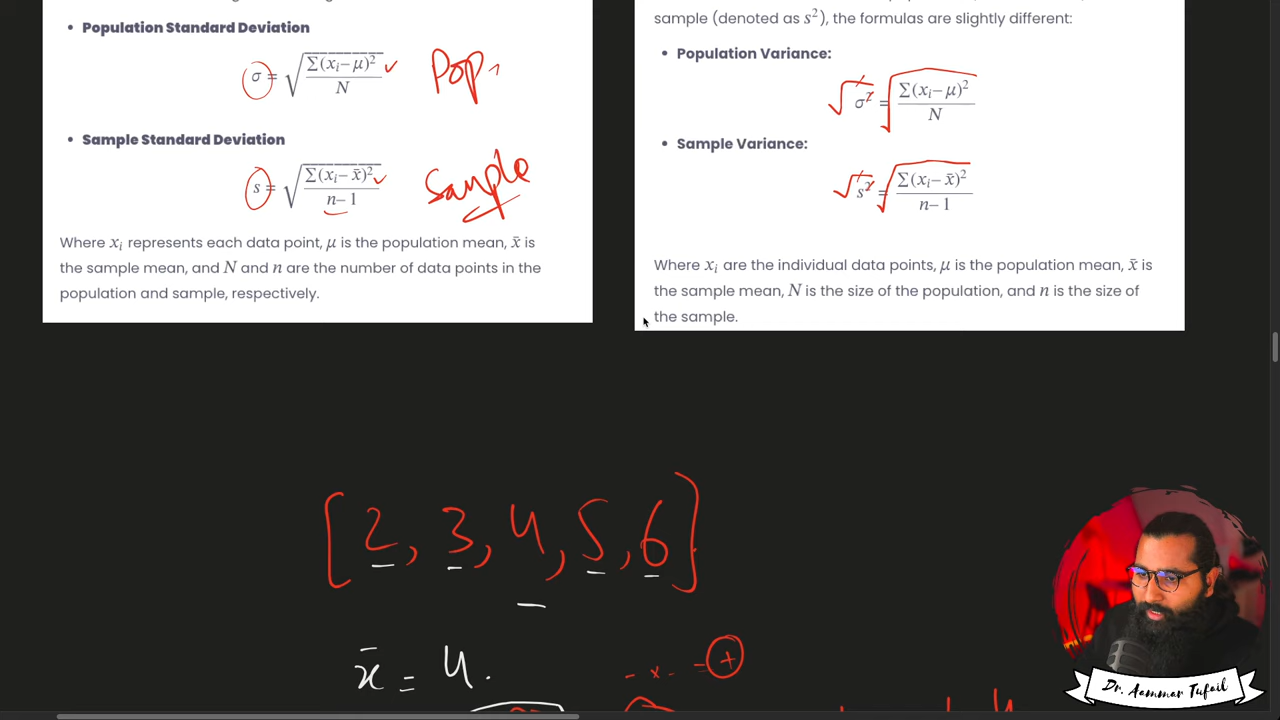 • Population Standard Deviation
σ = √(Σ(xᵢ–μ)² / N)
Pop
• Sample Standard Deviation
s = √(Σ(xᵢ–x̄)² / n–1)
Sample
Where xᵢ represents each data point, μ is the population mean, x̄ is
the sample mean, and N and n are the number of data points in the
population and sample, respectively.
sample (denoted as s²), the formulas are slightly different:
• Population Variance:
√σ² = √(Σ(xᵢ–μ)² / N)
• Sample Variance:
√s² = √(Σ(xᵢ–x̄)² / n–1)
Where xᵢ are the individual data points, μ is the population mean, x̄ is
the sample mean, N is the size of the population, and n is the size of
the sample.
[2, 3, 4, 5, 6]
x̄ = 4.
- x - = +
Dr. Aammar Tufail